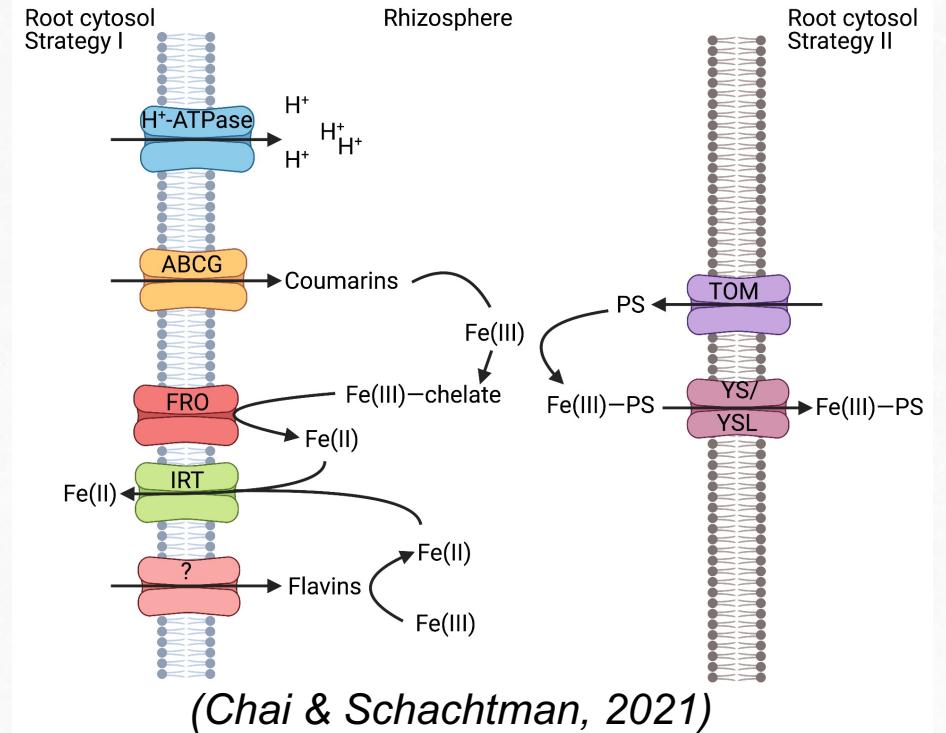 Root cytosol
Strategy I
Rhizosphere
Root cytosol
Strategy II
H⁺-ATPase
H⁺
H⁺
H⁺
H⁺
ABCG
Coumarins
Fe(III)
PS
TOM
FRO
Fe(III)–chelate
Fe(II)
Fe(III)–PS
YS/
YSL
Fe(III)–PS
IRT
Fe(II)
Fe(II)
?
Flavins
Fe(III)
(Chai & Schachtman, 2021)